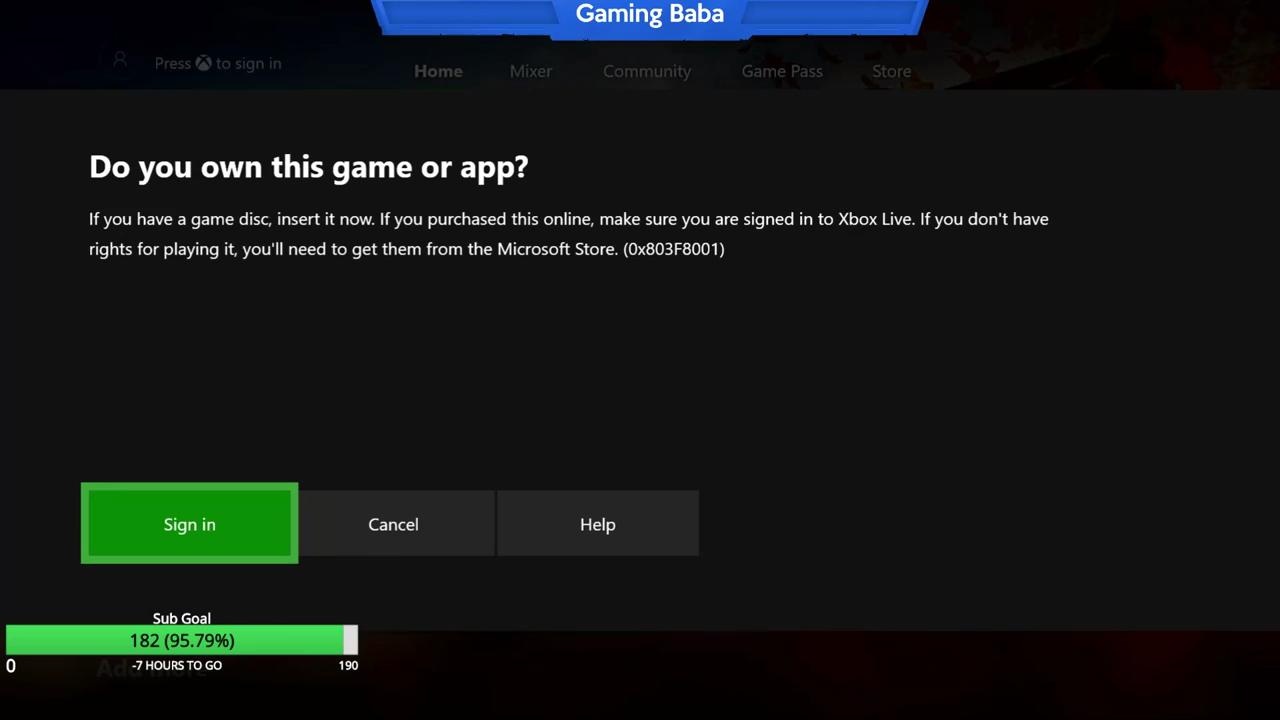 Gaming Baba
Press to sign in
Home
Mixer
Community
Game Pass
Store
Do you own this game or app?
If you have a game disc, insert it now. If you purchased this online, make sure you are signed in to Xbox Live. If you don't have
rights for playing it, you'll need to get them from the Microsoft Store. (0x803F8001)
Sign in
Cancel
Help
Sub Goal
182 (95.79%)
0
-7 HOURS TO GO
190
Add more